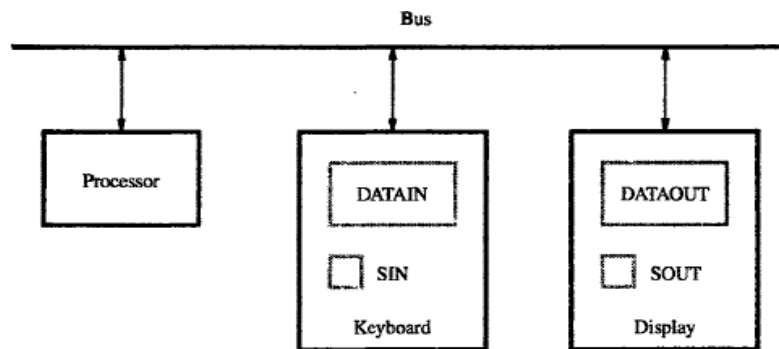 Bus
Processor
DATAIN
DATAOUT
SIN
SOUT
Keyboard
Display